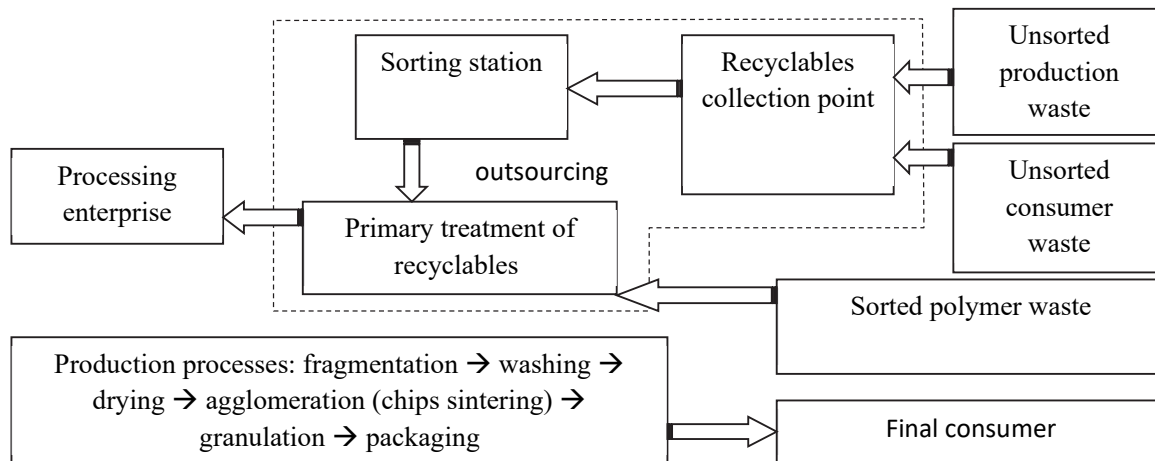 Sorting station
Recyclables
collection point
Unsorted
production
waste
Unsorted
consumer
waste
outsourcing
Processing
enterprise
Primary treatment of
recyclables
Sorted polymer waste
Production processes: fragmentation → washing →
drying → agglomeration (chips sintering) →
granulation → packaging
Final consumer